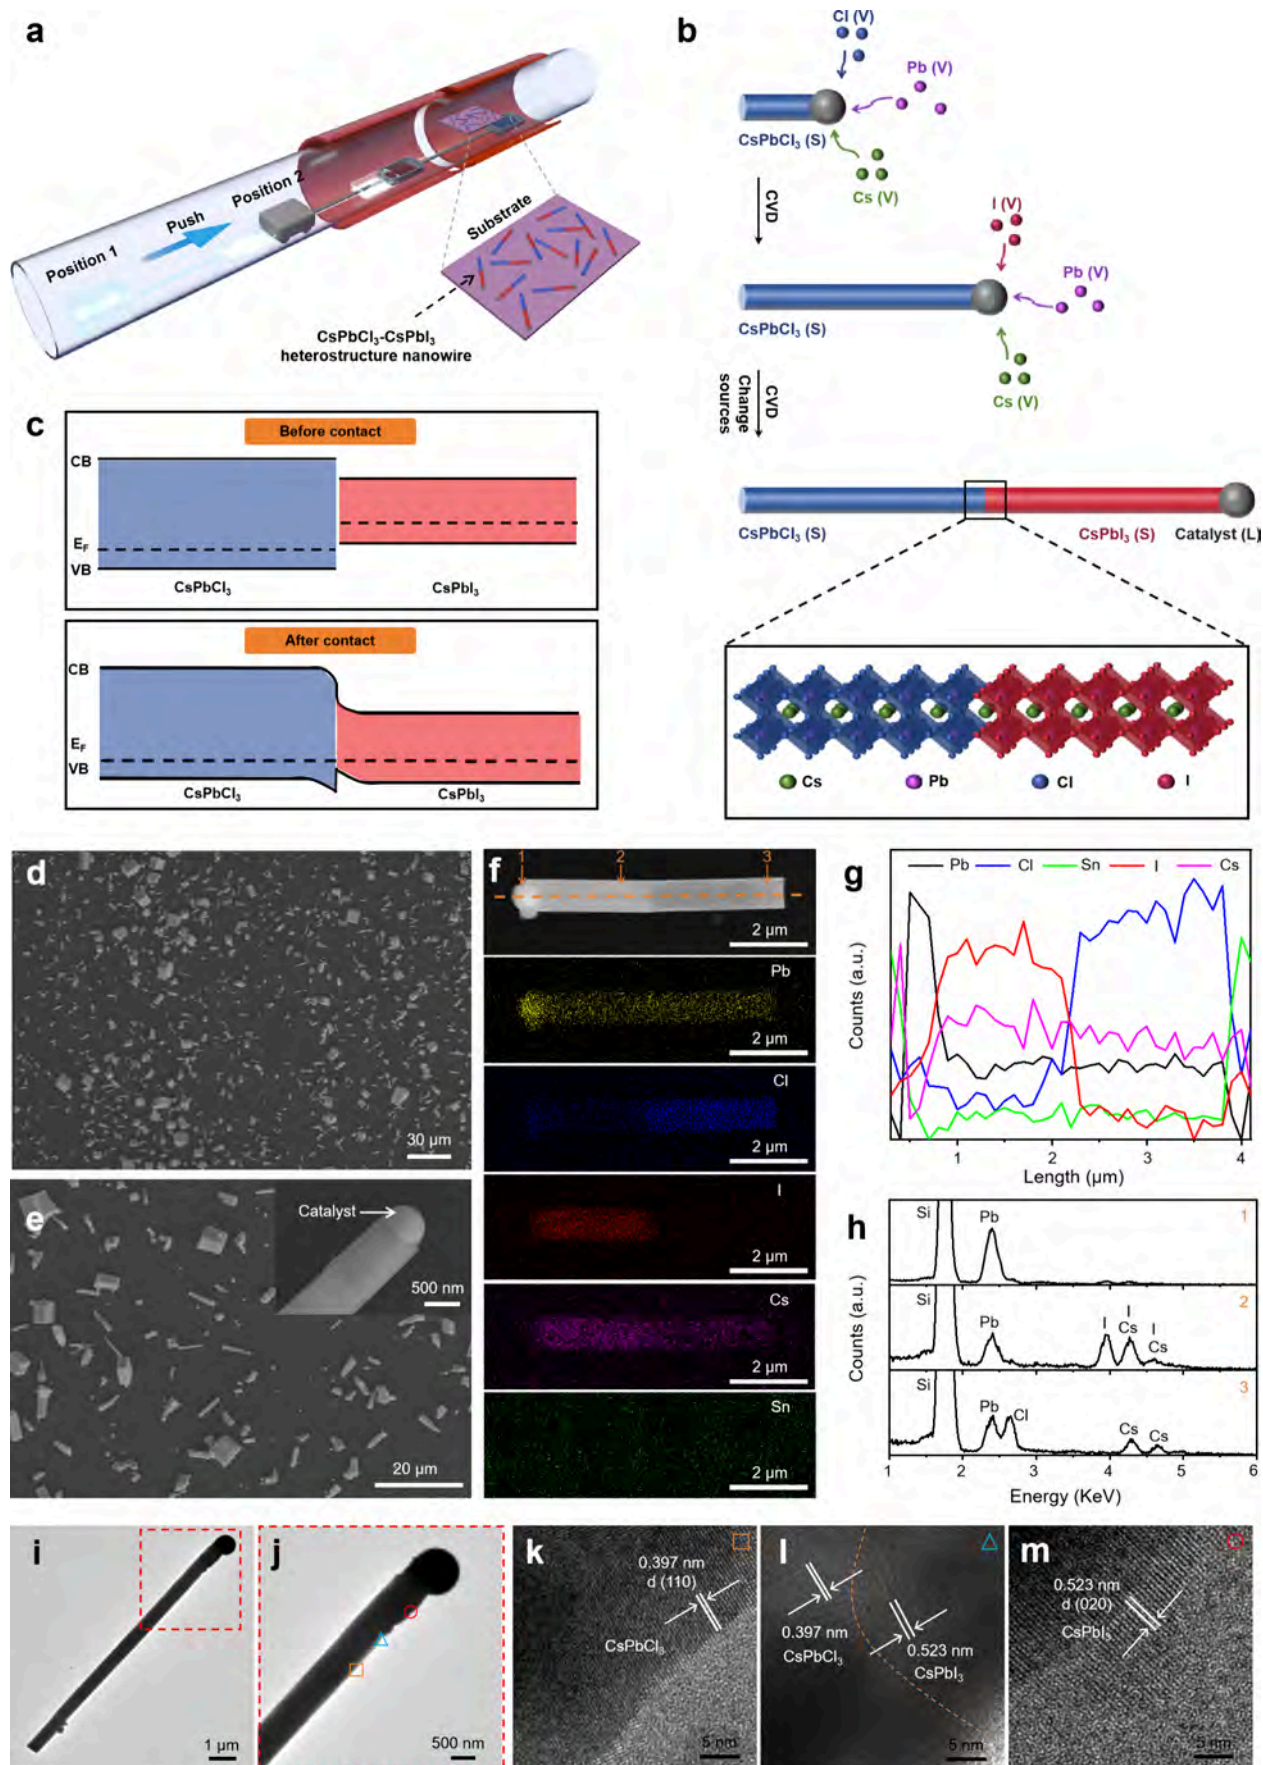 a
Position 1
Push
Position 2
Substrate
CsPbCl₃-CsPbI₃
heterostructure nanowire
b
Cl (V)
Pb (V)
CsPbCl₃ (S)
Cs (V)
CVD
I (V)
Pb (V)
CsPbCl₃ (S)
Cs (V)
CVD
Change
sources
CsPbCl₃ (S)
CsPbI₃ (S)
Catalyst (L)
Cs
Pb
Cl
I
c
Before contact
CB
E_F
VB
CsPbCl₃
CsPbI₃
After contact
CB
E_F
VB
CsPbCl₃
CsPbI₃
d
30 µm
e
Catalyst
500 nm
20 µm
f
1
2
3
2 µm
Pb
2 µm
Cl
2 µm
I
2 µm
Cs
2 µm
Sn
2 µm
g
Pb
Cl
Sn
I
Cs
Counts (a.u.)
1
2
3
4
Length (µm)
h
Si
Pb
1
Si
Pb
I
I
Cs
I
Cs
2
Si
Pb
Cl
Cs
Cs
3
Counts (a.u.)
1
2
3
4
5
6
Energy (KeV)
i
1 µm
j
500 nm
k
0.397 nm
d (110)
CsPbCl₃
5 nm
l
0.397 nm
CsPbCl₃
0.523 nm
CsPbI₃
5 nm
m
0.523 nm
d (020)
CsPbI₃
5 nm